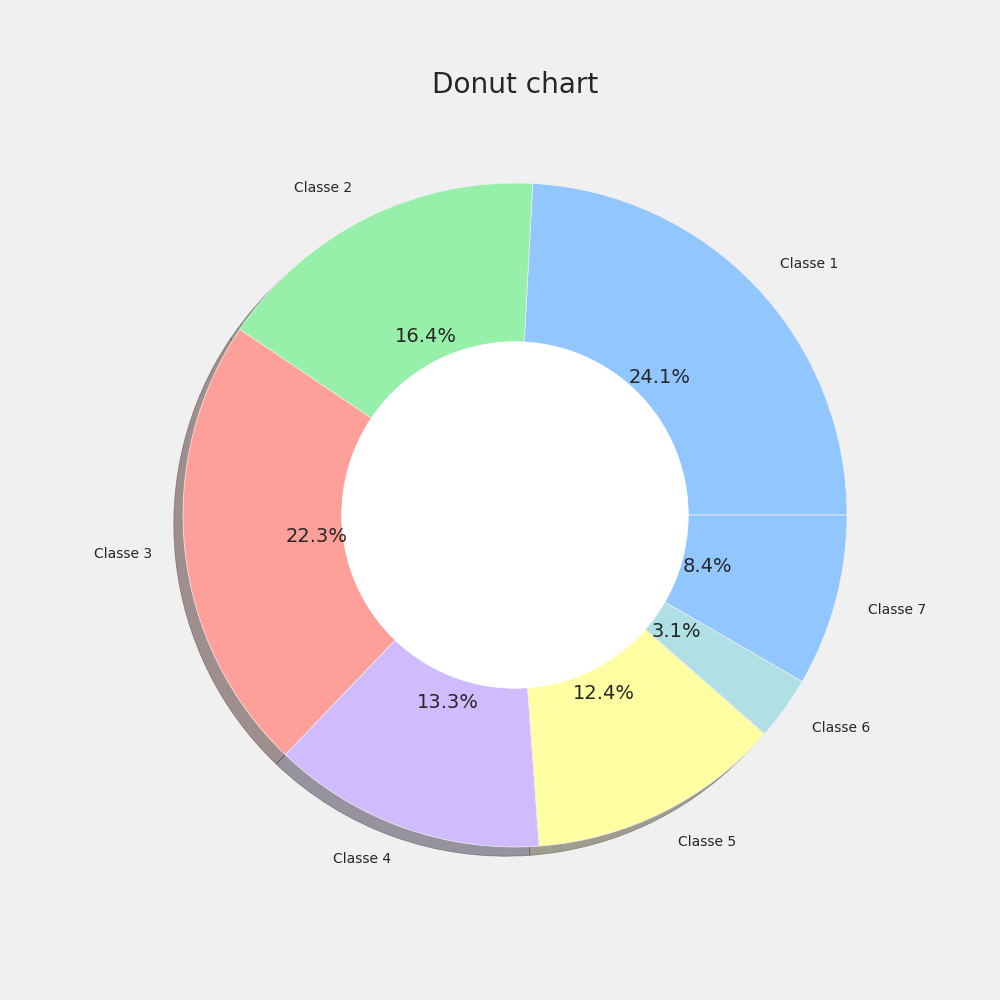 Donut chart
Classe 2
Classe 1
16.4%
24.1%
22.3%
Classe 3
8.4%
Classe 7
3.1%
13.3%
12.4%
Classe 6
Classe 5
Classe 4